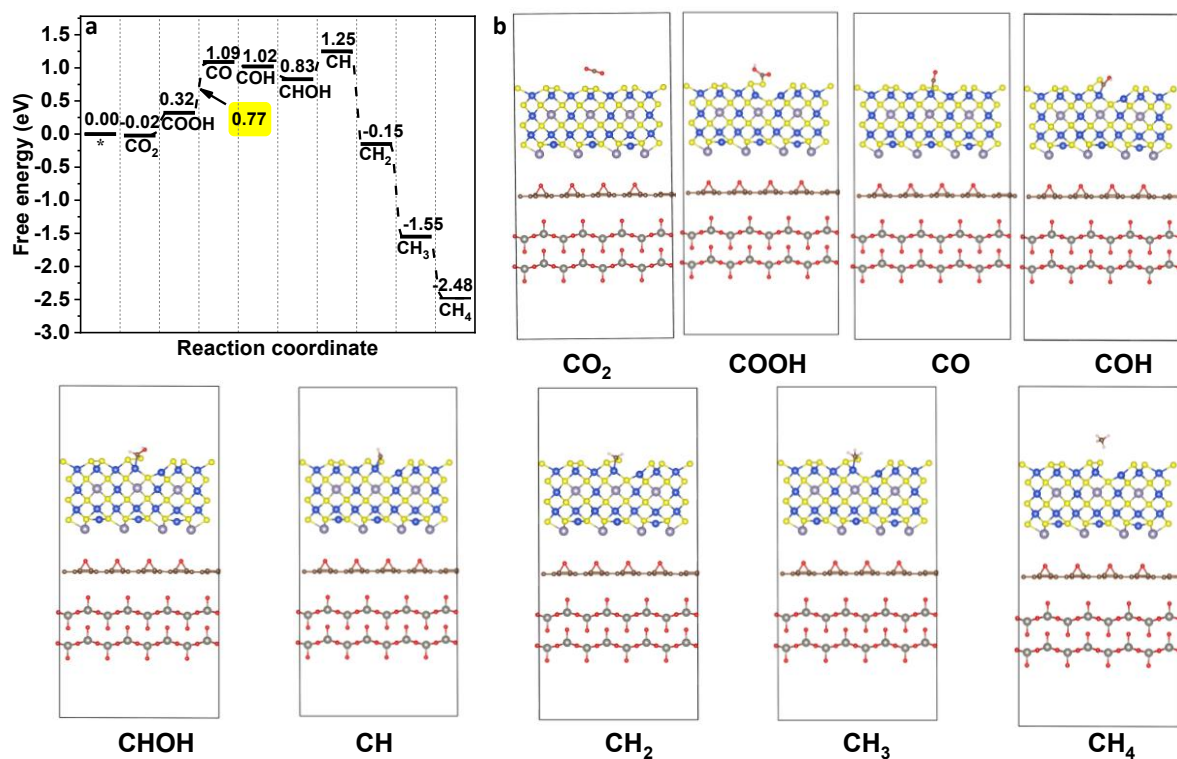 a
Free energy (eV)
1.5
1.0
0.5
0.0
-0.5
-1.0
-1.5
-2.0
-2.5
-3.0
0.00
*
-0.02
CO₂
0.32
COOH
1.09
CO
0.77
1.02
COH
0.83
CHOH
1.25
CH
-0.15
CH₂
-1.55
CH₃
-2.48
CH₄
Reaction coordinate
b
CO₂
COOH
CO
COH
CHOH
CH
CH₂
CH₃
CH₄